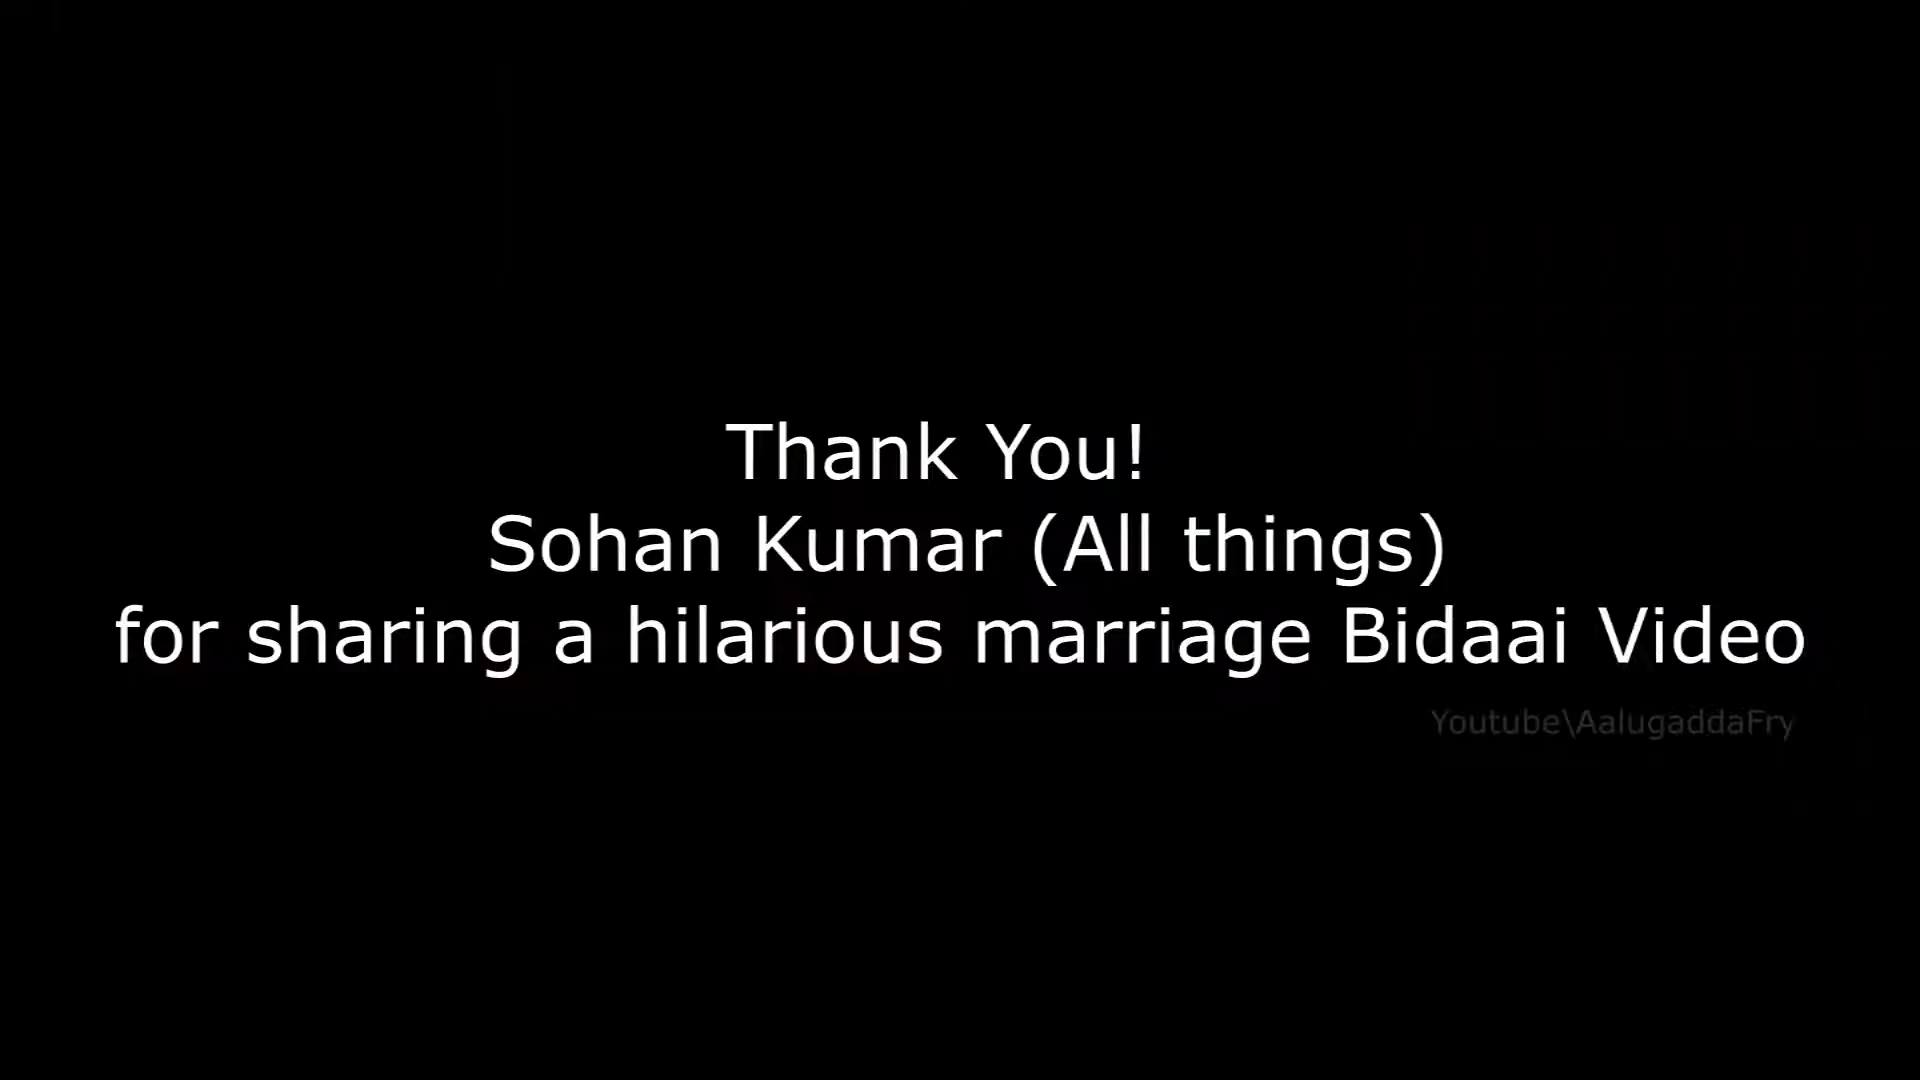 Thank You!
Sohan Kumar (All things)
for sharing a hilarious marriage Bidaai Video
Youtube\AalugaddaFry